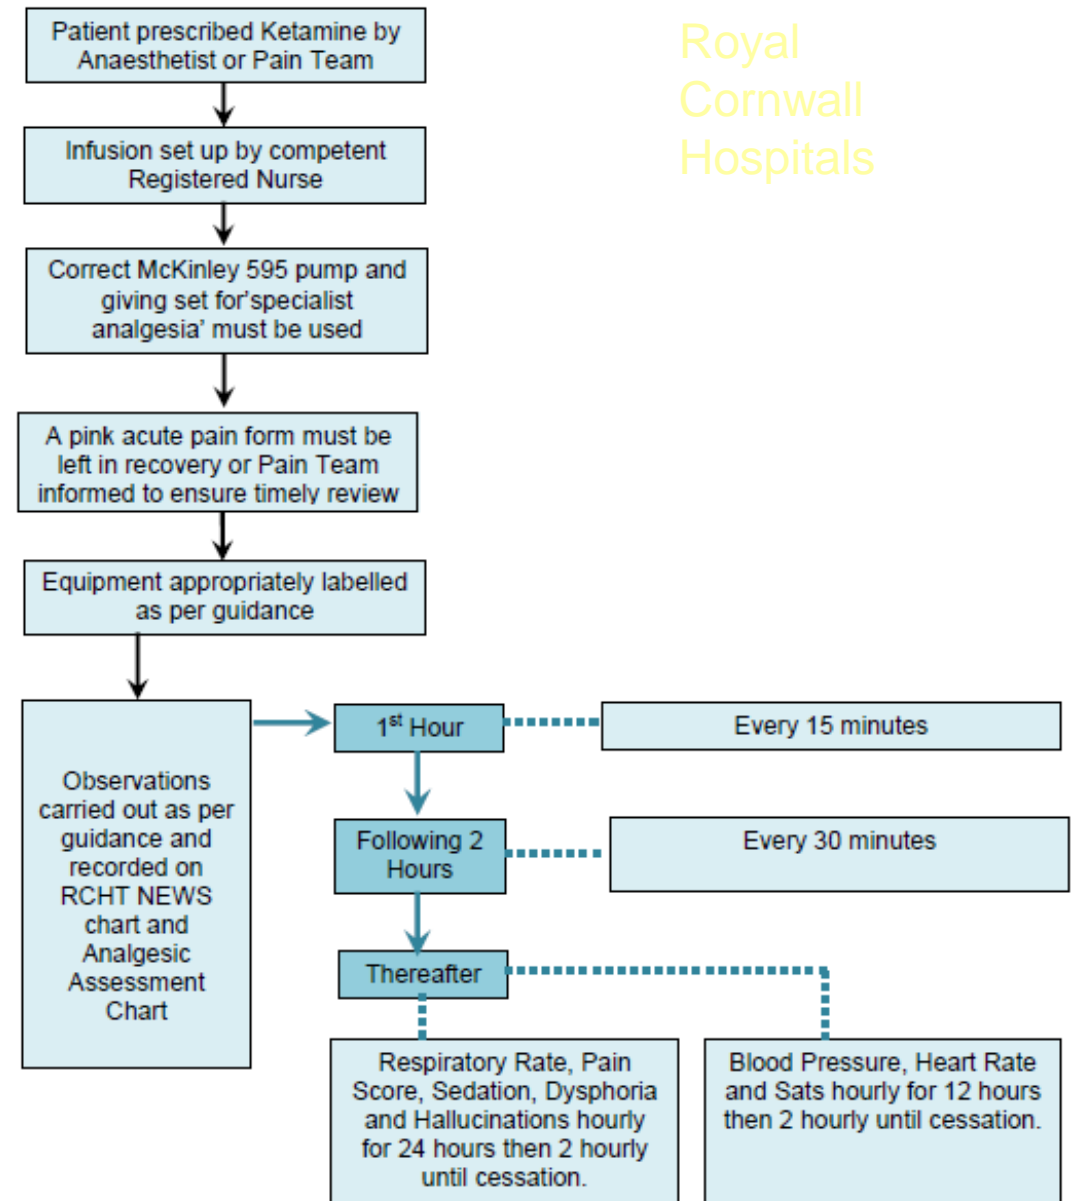 Patient prescribed Ketamine by
Anaesthetist or Pain Team
Royal
Cornwall
Hospitals
Infusion set up by competent
Registered Nurse
Correct McKinley 595 pump and
giving set for'specialist
analgesia' must be used
A pink acute pain form must be
left in recovery or Pain Team
informed to ensure timely review
Equipment appropriately labelled
as per guidance
Observations
carried out as per
guidance and
recorded on
RCHT NEWS
chart and
Analgesic
Assessment
Chart
1st Hour
Every 15 minutes
Following 2
Hours
Every 30 minutes
Thereafter
Respiratory Rate, Pain
Score, Sedation, Dysphoria
and Hallucinations hourly
for 24 hours then 2 hourly
until cessation.
Blood Pressure, Heart Rate
and Sats hourly for 12 hours
then 2 hourly until cessation.